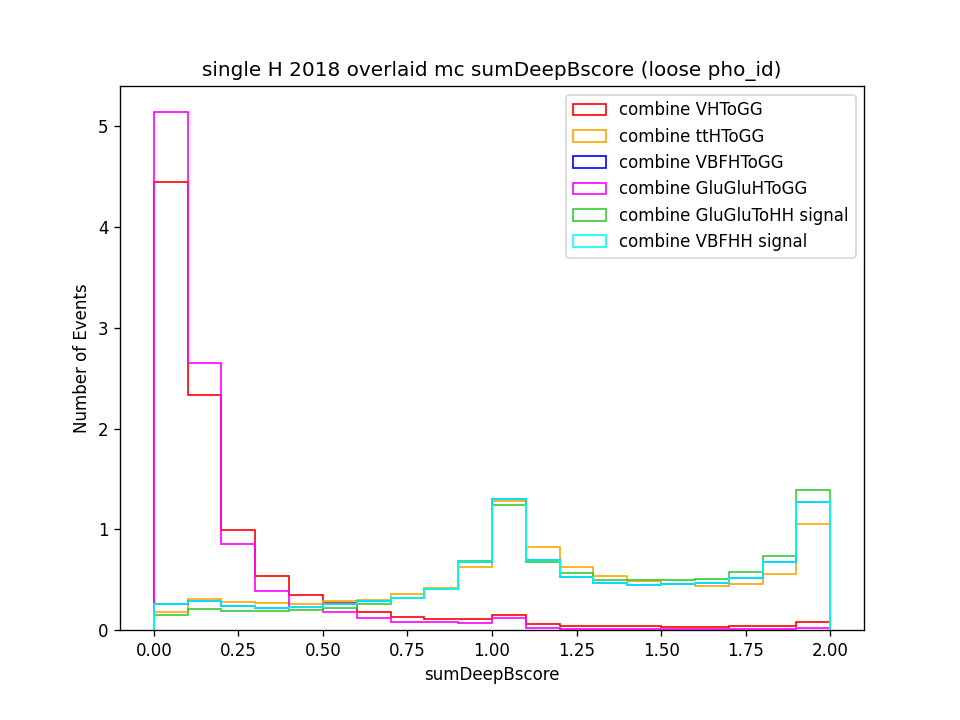 single H 2018 overlaid mc sumDeepBscore (loose pho_id)
combine VHToGG
combine ttHToGG
combine VBFHToGG
combine GluGluHToGG
combine GluGluToHH signal
combine VBFHH signal
Number of Events
5
4
3
2
1
0
0.00 0.25 0.50 0.75 1.00 1.25 1.50 1.75 2.00
sumDeepBscore